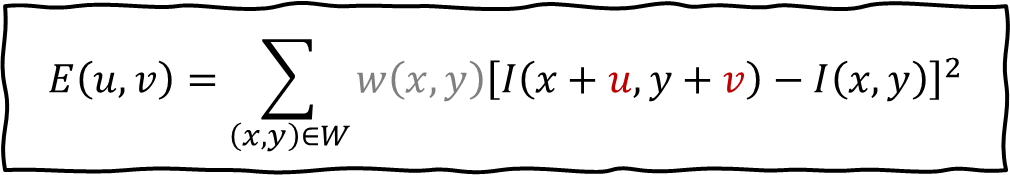 E(u, v) = ∑ w(x, y)[I(x + u, y + v) − I(x, y)]²
(x,y)∈W